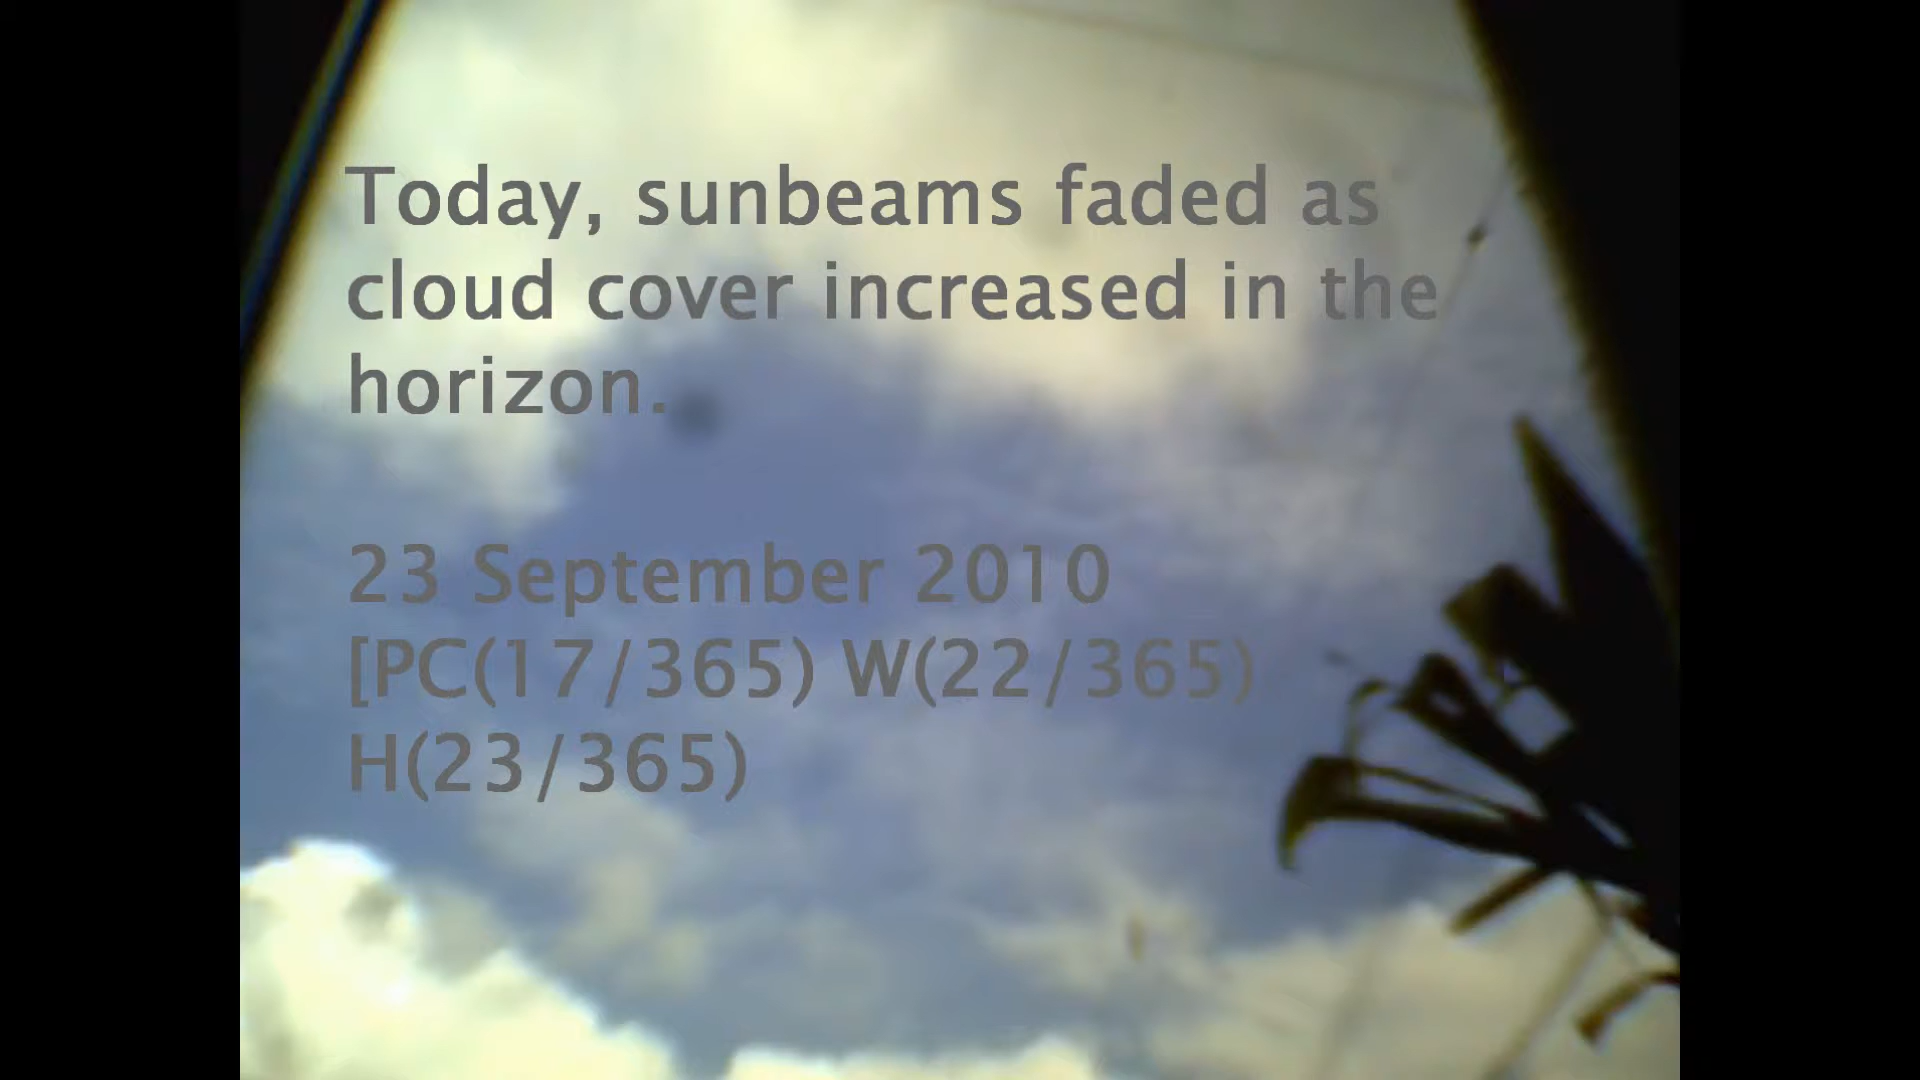 Today, sunbeams faded as
cloud cover increased in the
horizon.
23 September 2010
[PC(17/365) W(22/365)
H(23/365)